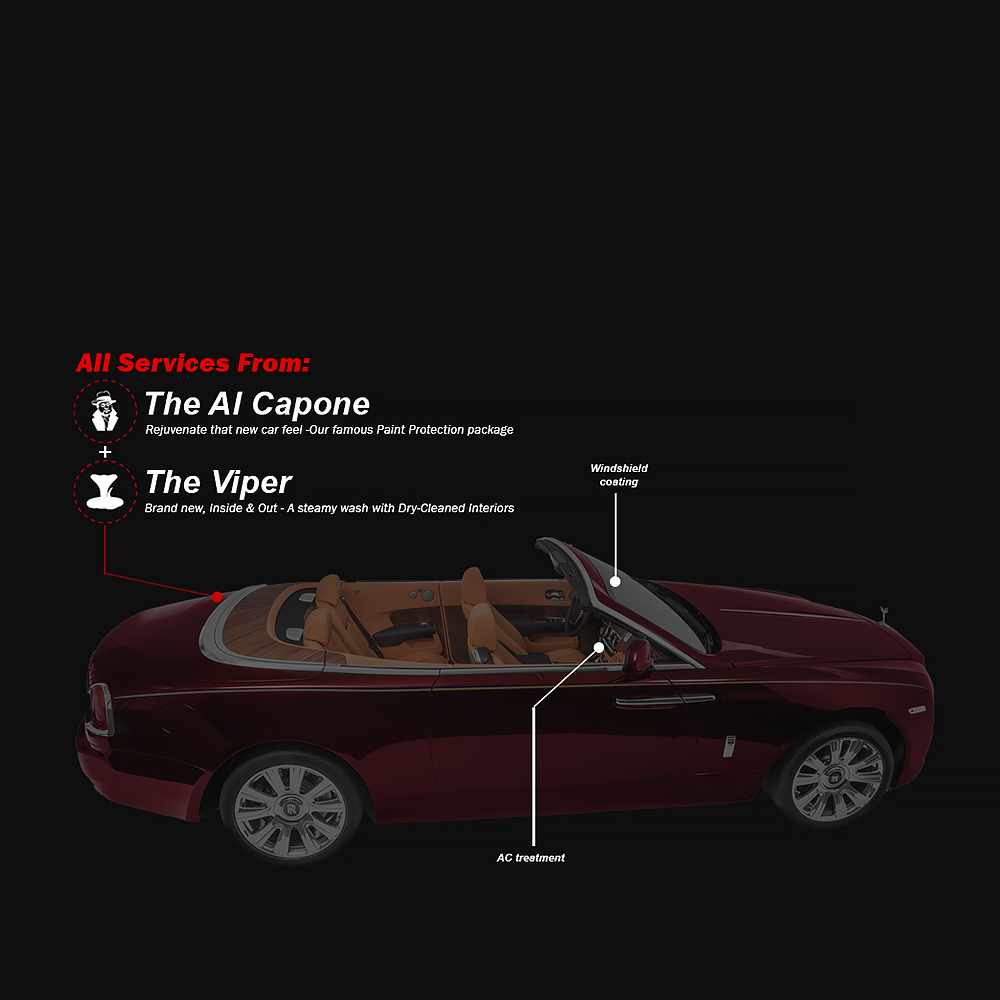 All Services From:
The Al Capone
Rejuvenate that new car feel -Our famous Paint Protection package
+
The Viper
Brand new, Inside & Out - A steamy wash with Dry-Cleaned Interiors
Windshield
coating
AC treatment